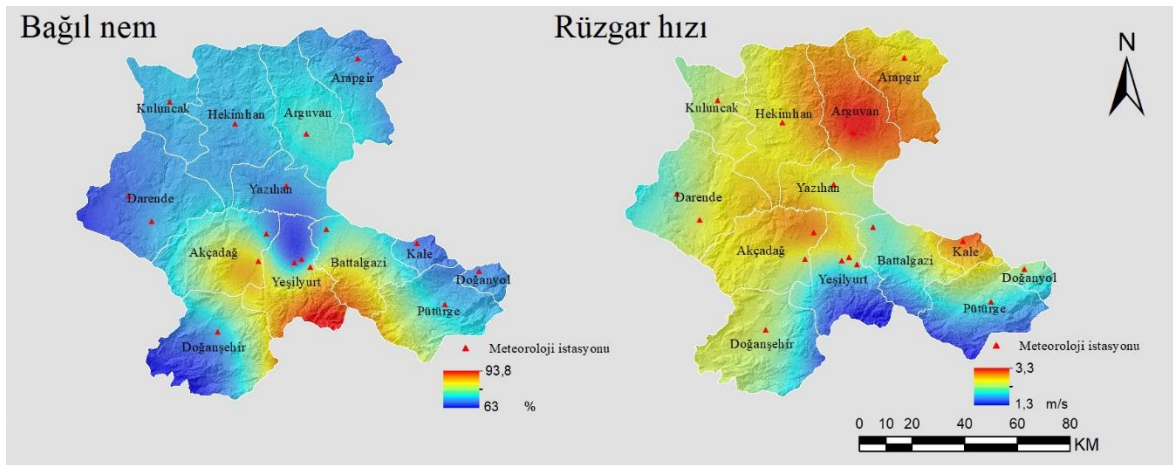 Bağıl nem
Arapgir
Kuluncak
Hekimhan
Arguvan
Darende
Yazıhan
Akçadağ
Kale
Battalgazi
Doğanyol
Yeşilyurt
Pütürge
Doğanşehir
Meteoroloji istasyonu
93,8
63 %
Rüzgar hızı
N
Arapgir
Kuluncak
Hekimhan
Arguvan
Darende
Yazıhan
Akçadağ
Kale
Battalgazi
Doğanyol
Yeşilyurt
Pütürge
Doğanşehir
Meteoroloji istasyonu
3,3
1,3 m/s
0 10 20 40 60 80
KM